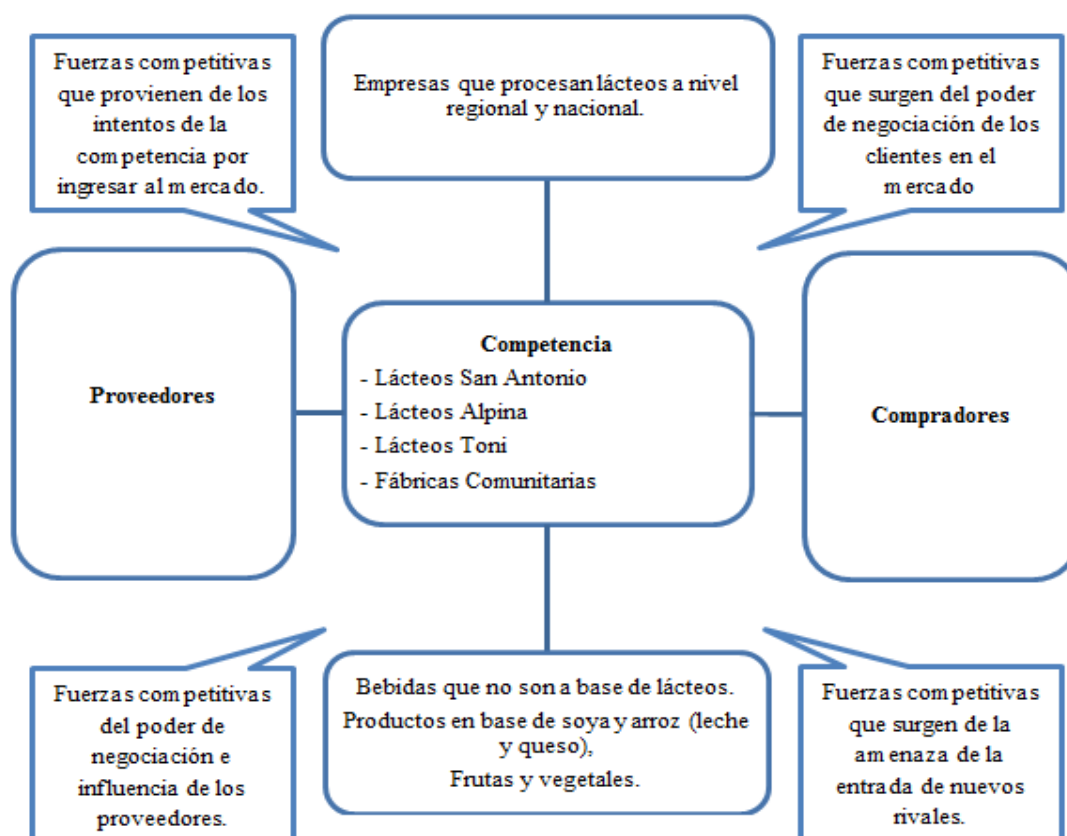 Fuerzas competitivas
que provienen de los
intentos de la
competencia por
ingresar al mercado.
Empresas que procesan lácteos a nivel
regional y nacional.
Fuerzas competitivas
que surgen del poder
de negociación de los
clientes en el
mercado
Proveedores
Competencia
- Lácteos San Antonio
- Lácteos Alpina
- Lácteos Toni
- Fábricas Comunitarias
Compradores
Fuerzas competitivas
del poder de
negociación e
influencia de los
proveedores.
Bebidas que no son a base de lácteos.
Productos en base de soya y arroz (leche
y queso),
Frutas y vegetales.
Fuerzas competitivas
que surgen de la
amenaza de la
entrada de nuevos
rivales.